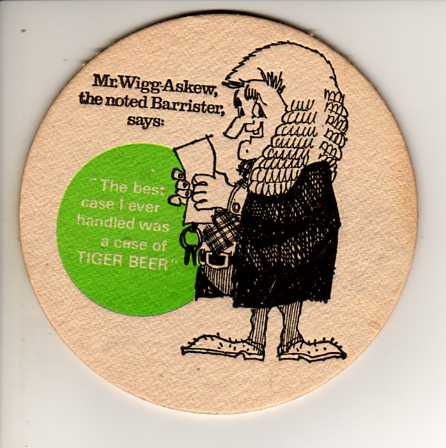 Mr.Wigg-Askew,
the noted Barrister,
says:
"The best
case I ever
handled was
a case of
TIGER BEER"